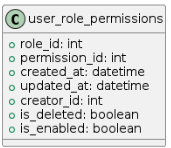 C user_role_permissions
role_id: int
permission_id: int
created_at: datetime
updated_at: datetime
creator_id: int
is_deleted: boolean
is_enabled: boolean